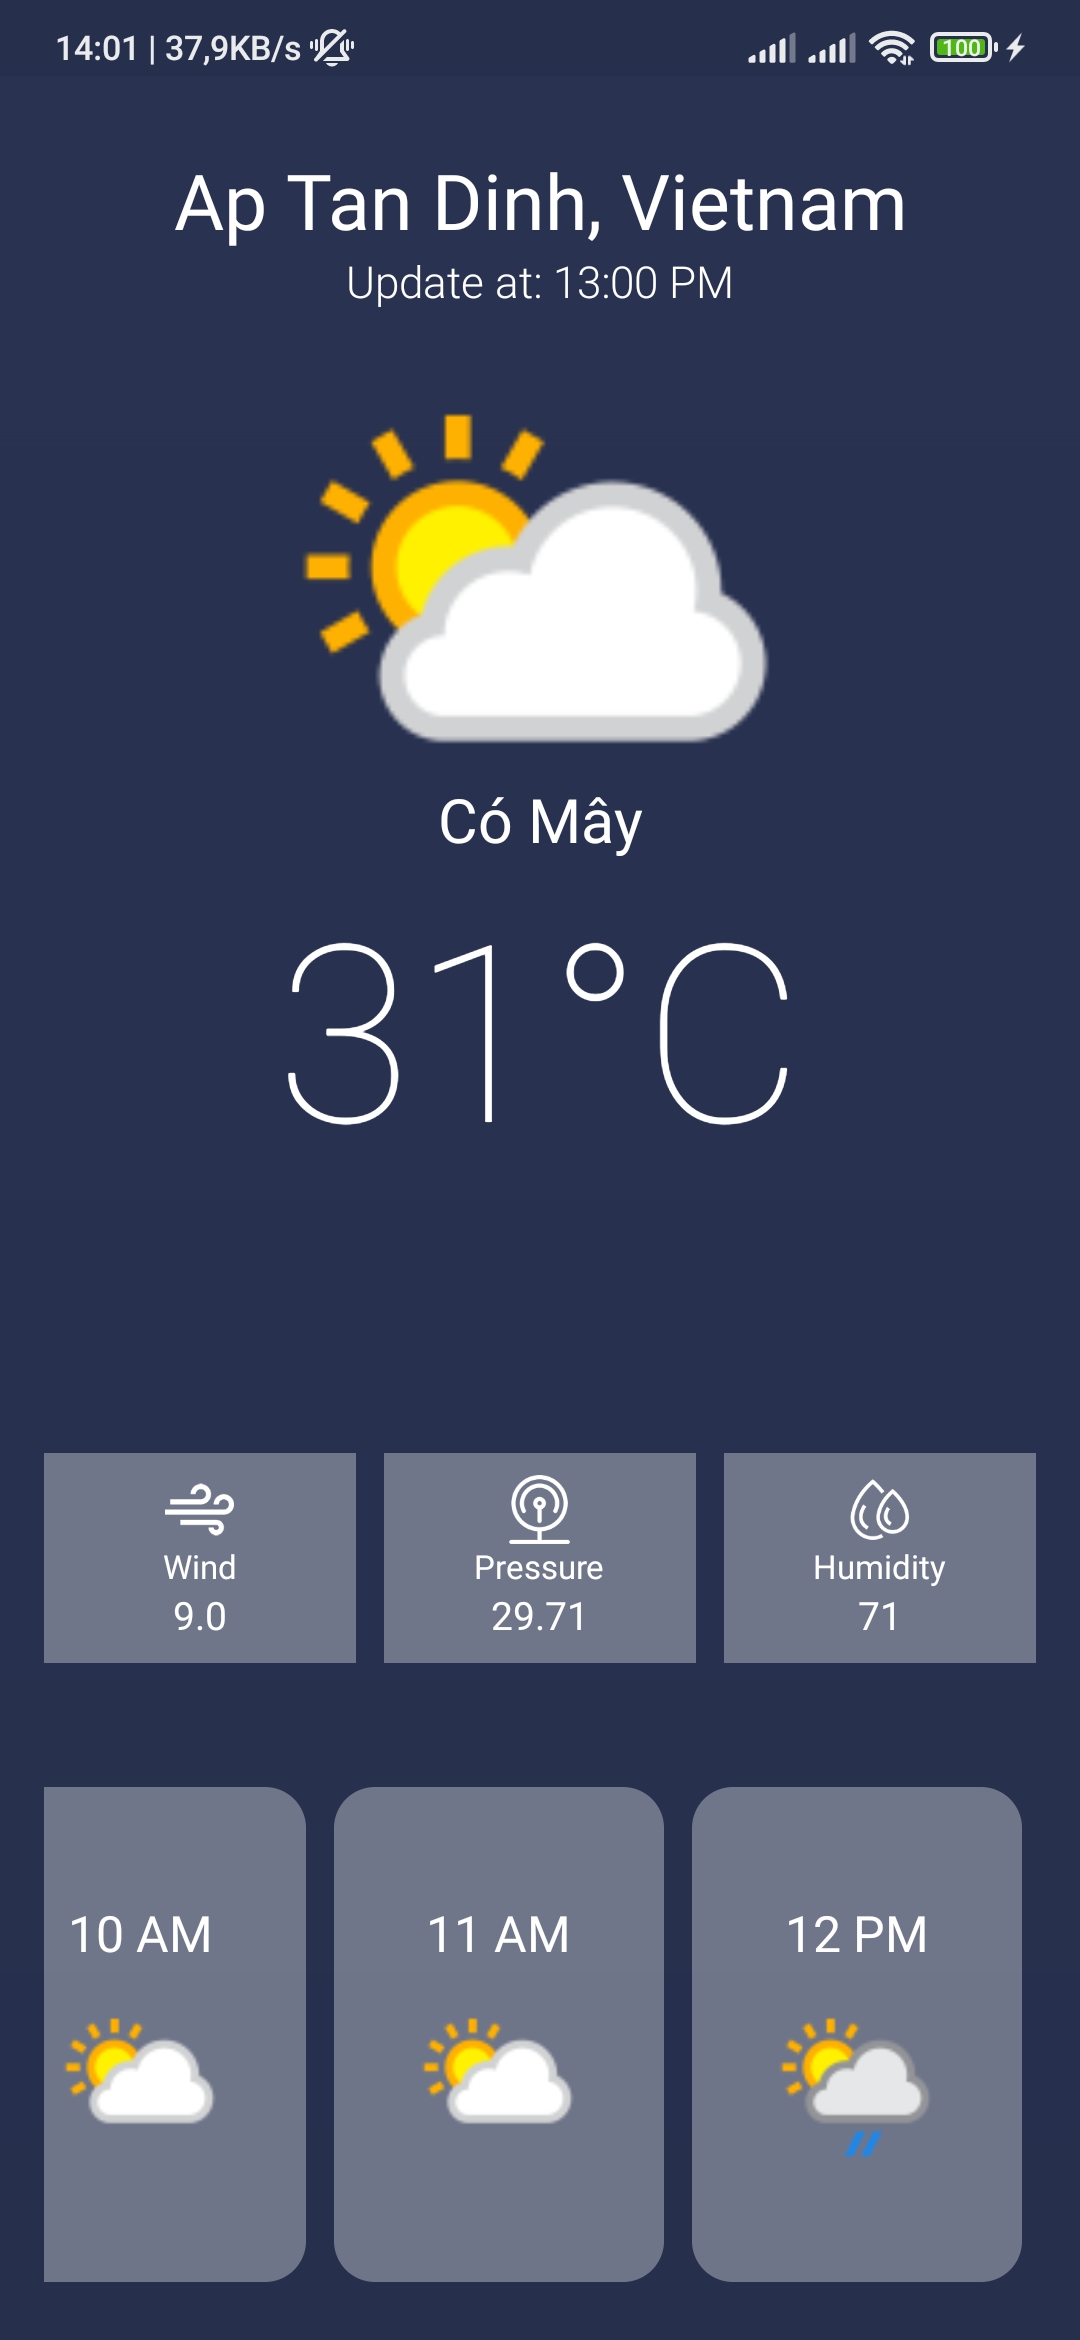 14:01 | 37,9KB/s
100
Ap Tan Dinh, Vietnam
Update at: 13:00 PM
Có Mây
31°C
Wind
9.0
Pressure
29.71
Humidity
71
10 AM
11 AM
12 PM